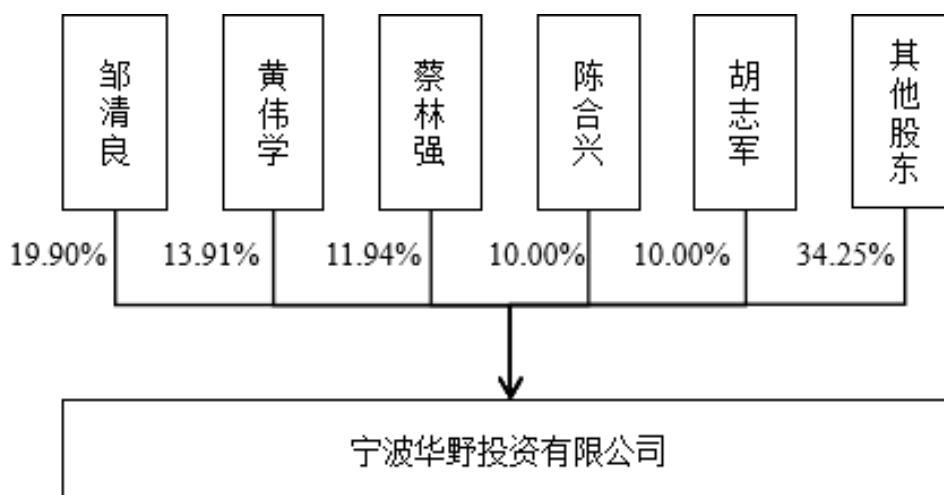 邹清良
黄伟学
蔡林强
陈合兴
胡志军
其他股东
19.90%
13.91%
11.94%
10.00%
10.00%
34.25%
宁波华野投资有限公司